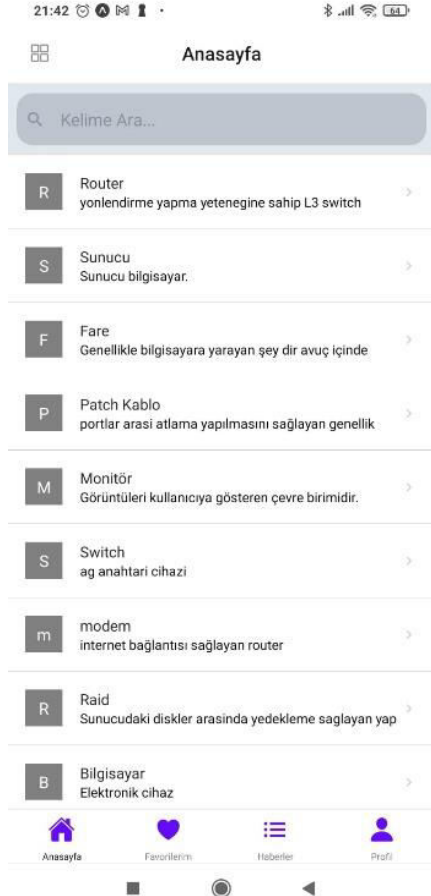 21:42
64
Anasayfa
Kelime Ara...
R
Router
yonlendirme yapma yetenegine sahip L3 switch
S
Sunucu
Sunucu bilgisayar.
F
Fare
Genellikle bilgisayara yarayan şey dir avuç içinde
P
Patch Kablo
portlar arasi atlama yapılmasını sağlayan genellik
M
Monitör
Görüntüleri kullanıcıya gösteren çevre birimidir.
S
Switch
ag anahtari cihazi
m
modem
internet bağlantısı sağlayan router
R
Raid
Sunucudaki diskler arasinda yedekleme saglayan yap
B
Bilgisayar
Elektronik cihaz
Anasayfa Favorilerim Haberler Profil